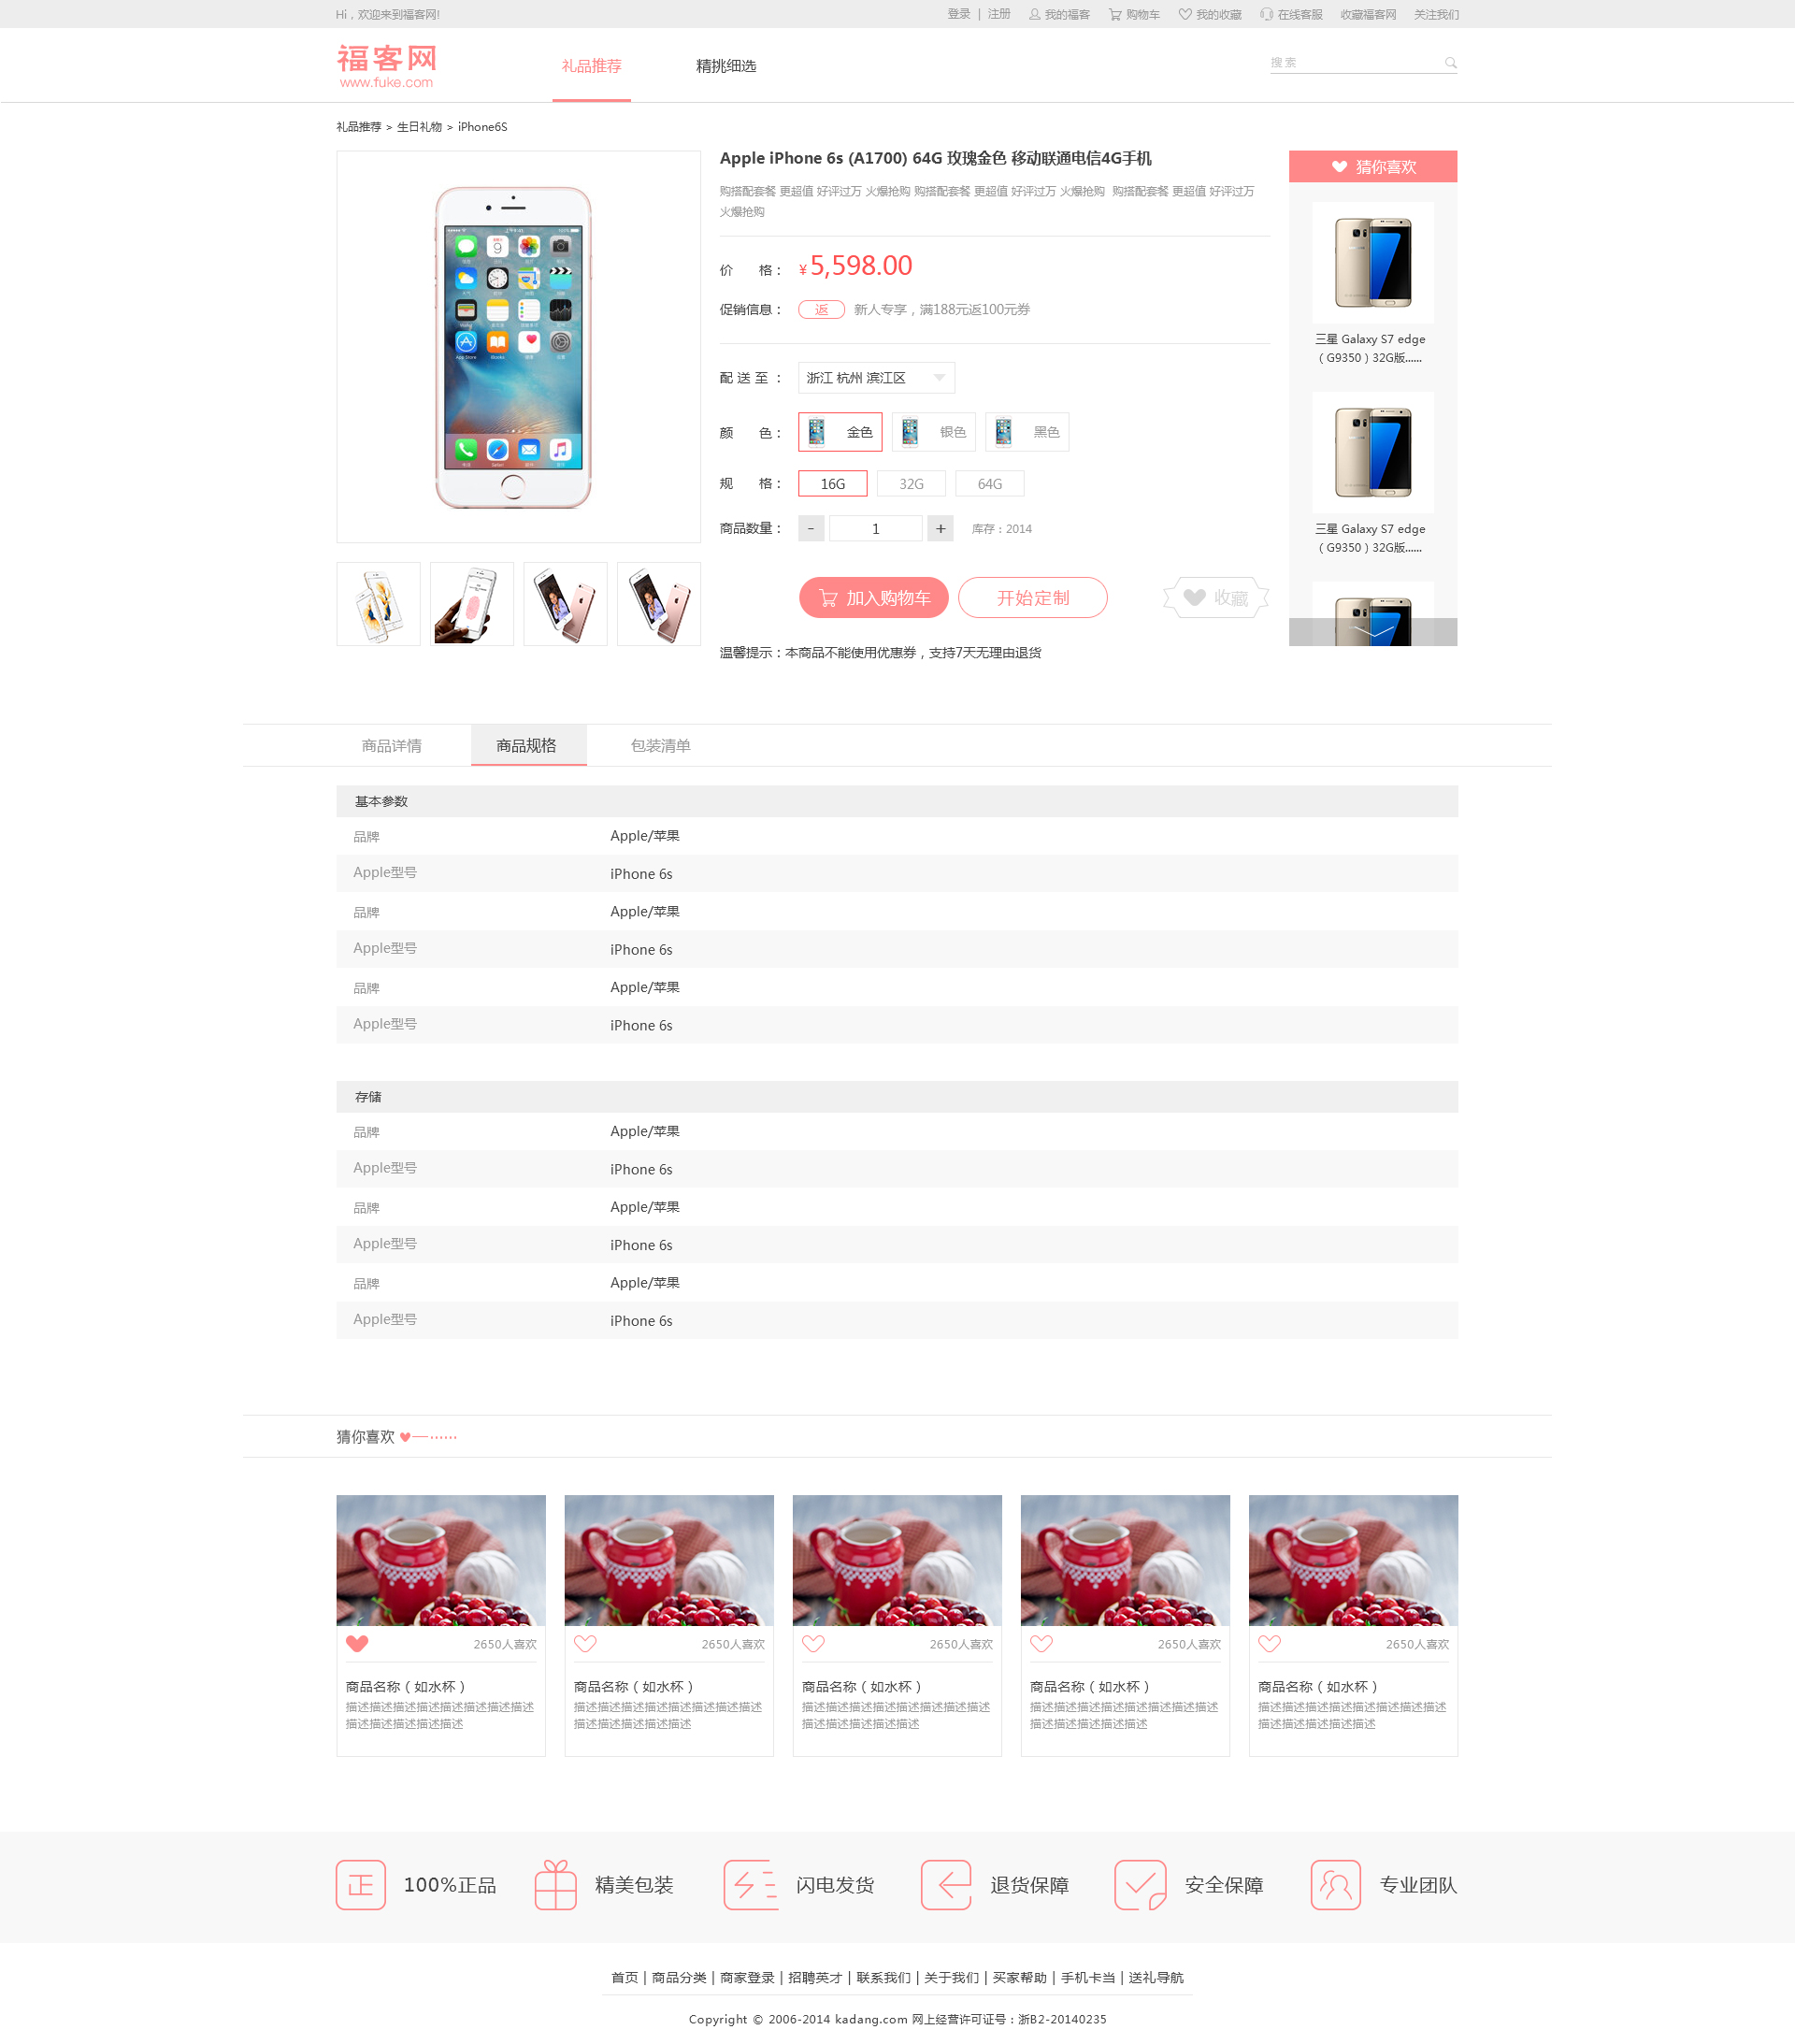 Hi，欢迎来到福客网!
登录 | 注册 我的福客 购物车 我的收藏 在线客服 收藏福客网 关注我们
福客网
www.fuke.com
礼品推荐 精挑细选 搜索
礼品推荐 > 生日礼物 > iPhone6S
Apple iPhone 6s (A1700) 64G 玫瑰金色 移动联通电信4G手机
购搭配套餐 更超值 好评过万 火爆抢购 购搭配套餐 更超值 好评过万 火爆抢购 购搭配套餐 更超值 好评过万
火爆抢购
价 格： ¥5,598.00
促销信息： 返 新人专享，满188元返100元券
配 送 至 ： 浙江 杭州 滨江区
颜 色： 金色 银色 黑色
规 格： 16G 32G 64G
商品数量： - 1 + 库存：2014
加入购物车 开始定制 收藏
温馨提示：本商品不能使用优惠券，支持7天无理由退货
猜你喜欢
三星 Galaxy S7 edge
（G9350）32G版......
三星 Galaxy S7 edge
（G9350）32G版......
商品详情 商品规格 包装清单
基本参数
品牌 Apple/苹果
Apple型号 iPhone 6s
品牌 Apple/苹果
Apple型号 iPhone 6s
品牌 Apple/苹果
Apple型号 iPhone 6s
存储
品牌 Apple/苹果
Apple型号 iPhone 6s
品牌 Apple/苹果
Apple型号 iPhone 6s
品牌 Apple/苹果
Apple型号 iPhone 6s
猜你喜欢
2650人喜欢 2650人喜欢 2650人喜欢 2650人喜欢 2650人喜欢
商品名称（如水杯） 商品名称（如水杯） 商品名称（如水杯） 商品名称（如水杯） 商品名称（如水杯）
描述描述描述描述描述描述描述描述 描述描述描述描述描述描述描述描述 描述描述描述描述描述描述描述描述 描述描述描述描述描述描述描述描述 描述描述描述描述描述描述描述描述
描述描述描述描述描述 描述描述描述描述描述 描述描述描述描述描述 描述描述描述描述描述 描述描述描述描述描述
正 100%正品 精美包装 闪电发货 退货保障 安全保障 专业团队
首页 | 商品分类 | 商家登录 | 招聘英才 | 联系我们 | 关于我们 | 买家帮助 | 手机卡当 | 送礼导航
Copyright © 2006-2014 kadang.com 网上经营许可证号：浙B2-20140235